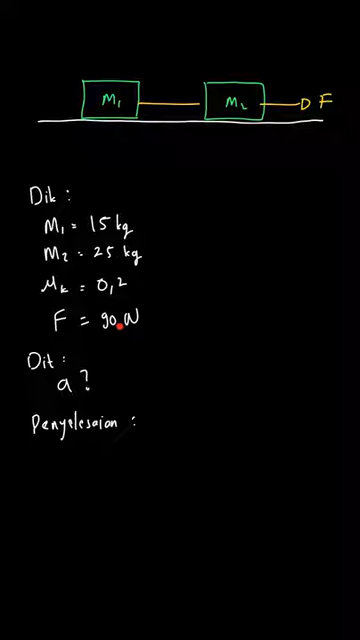 M₁ M₂ F
Dik :
M₁ = 15 kg
M₂ = 25 kg
μₖ = 0,2
F = 90 N
Dit :
a ?
Penyelesaian :